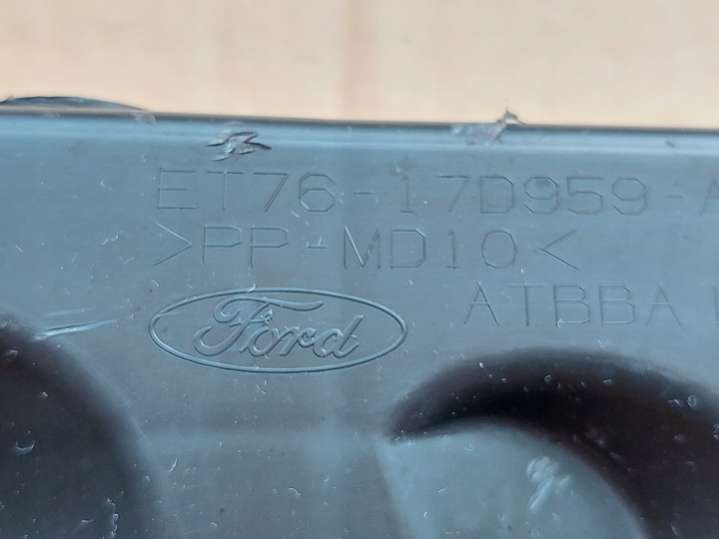 ET76-17D959-A
>PP-MD10<
Ford
ATBBA